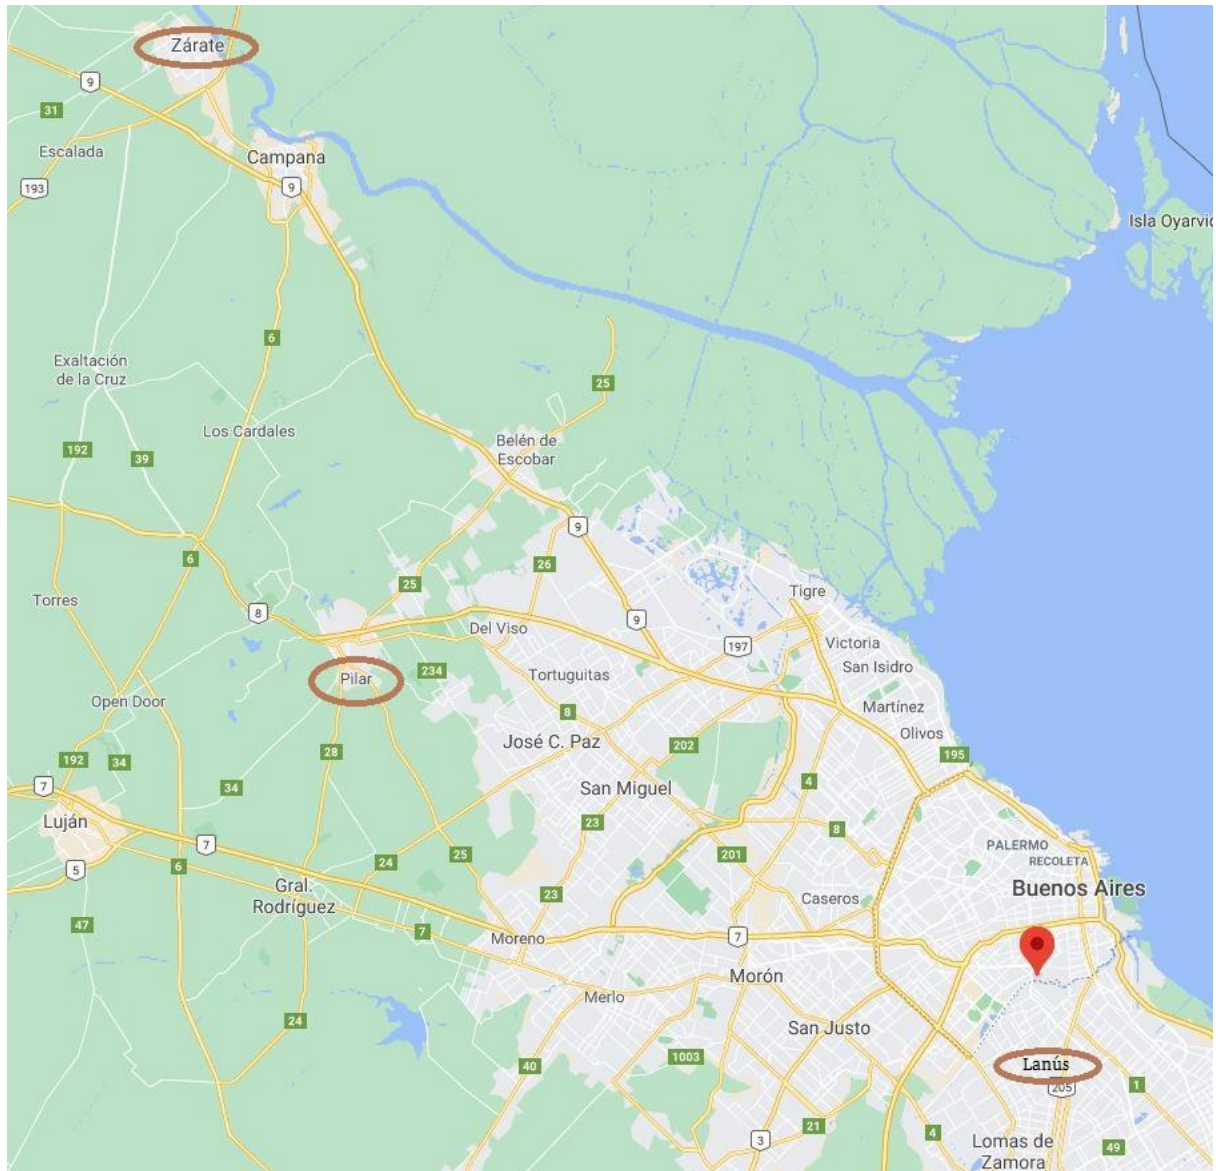 Zárate
9
31
Escalada
Campana
193
9
Isla Oyarvid
6
Exaltación
de la Cruz
25
Los Cardales
192
39
Belén de
Escobar
9
6
26
25
Tigre
Torres
8
9
Del Viso
197
Victoria
San Isidro
234
Tortuguitas
Pilar
Open Door
Martínez
8
Olivos
José C. Paz
202
195
28
192
34
4
7
34
San Miguel
Luján
23
8
7
PALERMO
201
RECOLETA
24
25
5
6
Gral.
Rodríguez
Buenos Aires
23
Caseros
47
7
Moreno
7
Morón
Merlo
24
San Justo
1003
Lanús
40
205
1
21
4
3
Lomas de
Zamora
49